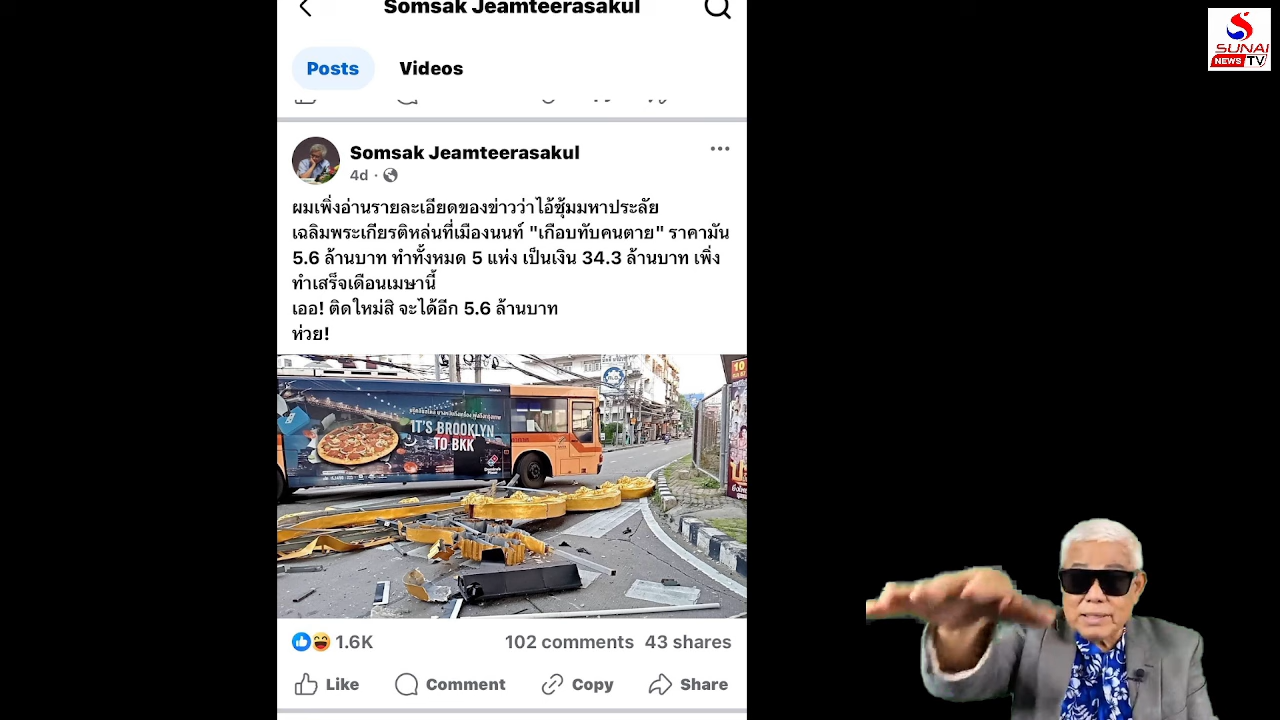 Somsak Jeamteerasakul
SUNAI
NEWS TV
Posts
Videos
Somsak Jeamteerasakul
4d
ผมเพิ่งอ่านรายละเอียดของข่าวว่าไอ้ซุ้มมหาประลัย
เฉลิมพระเกียรติหล่นที่เมืองนนท์ "เกือบทับคนตาย" ราคามัน
5.6 ล้านบาท ทำทั้งหมด 5 แห่ง เป็นเงิน 34.3 ล้านบาท เพิ่ง
ทำเสร็จเดือนเมษานี้
เออ! ติดใหม่สิ จะได้อีก 5.6 ล้านบาท
ห่วย!
IT'S BROOKLYN
TO BKK
10
1.6K
102 comments
43 shares
Like
Comment
Copy
Share